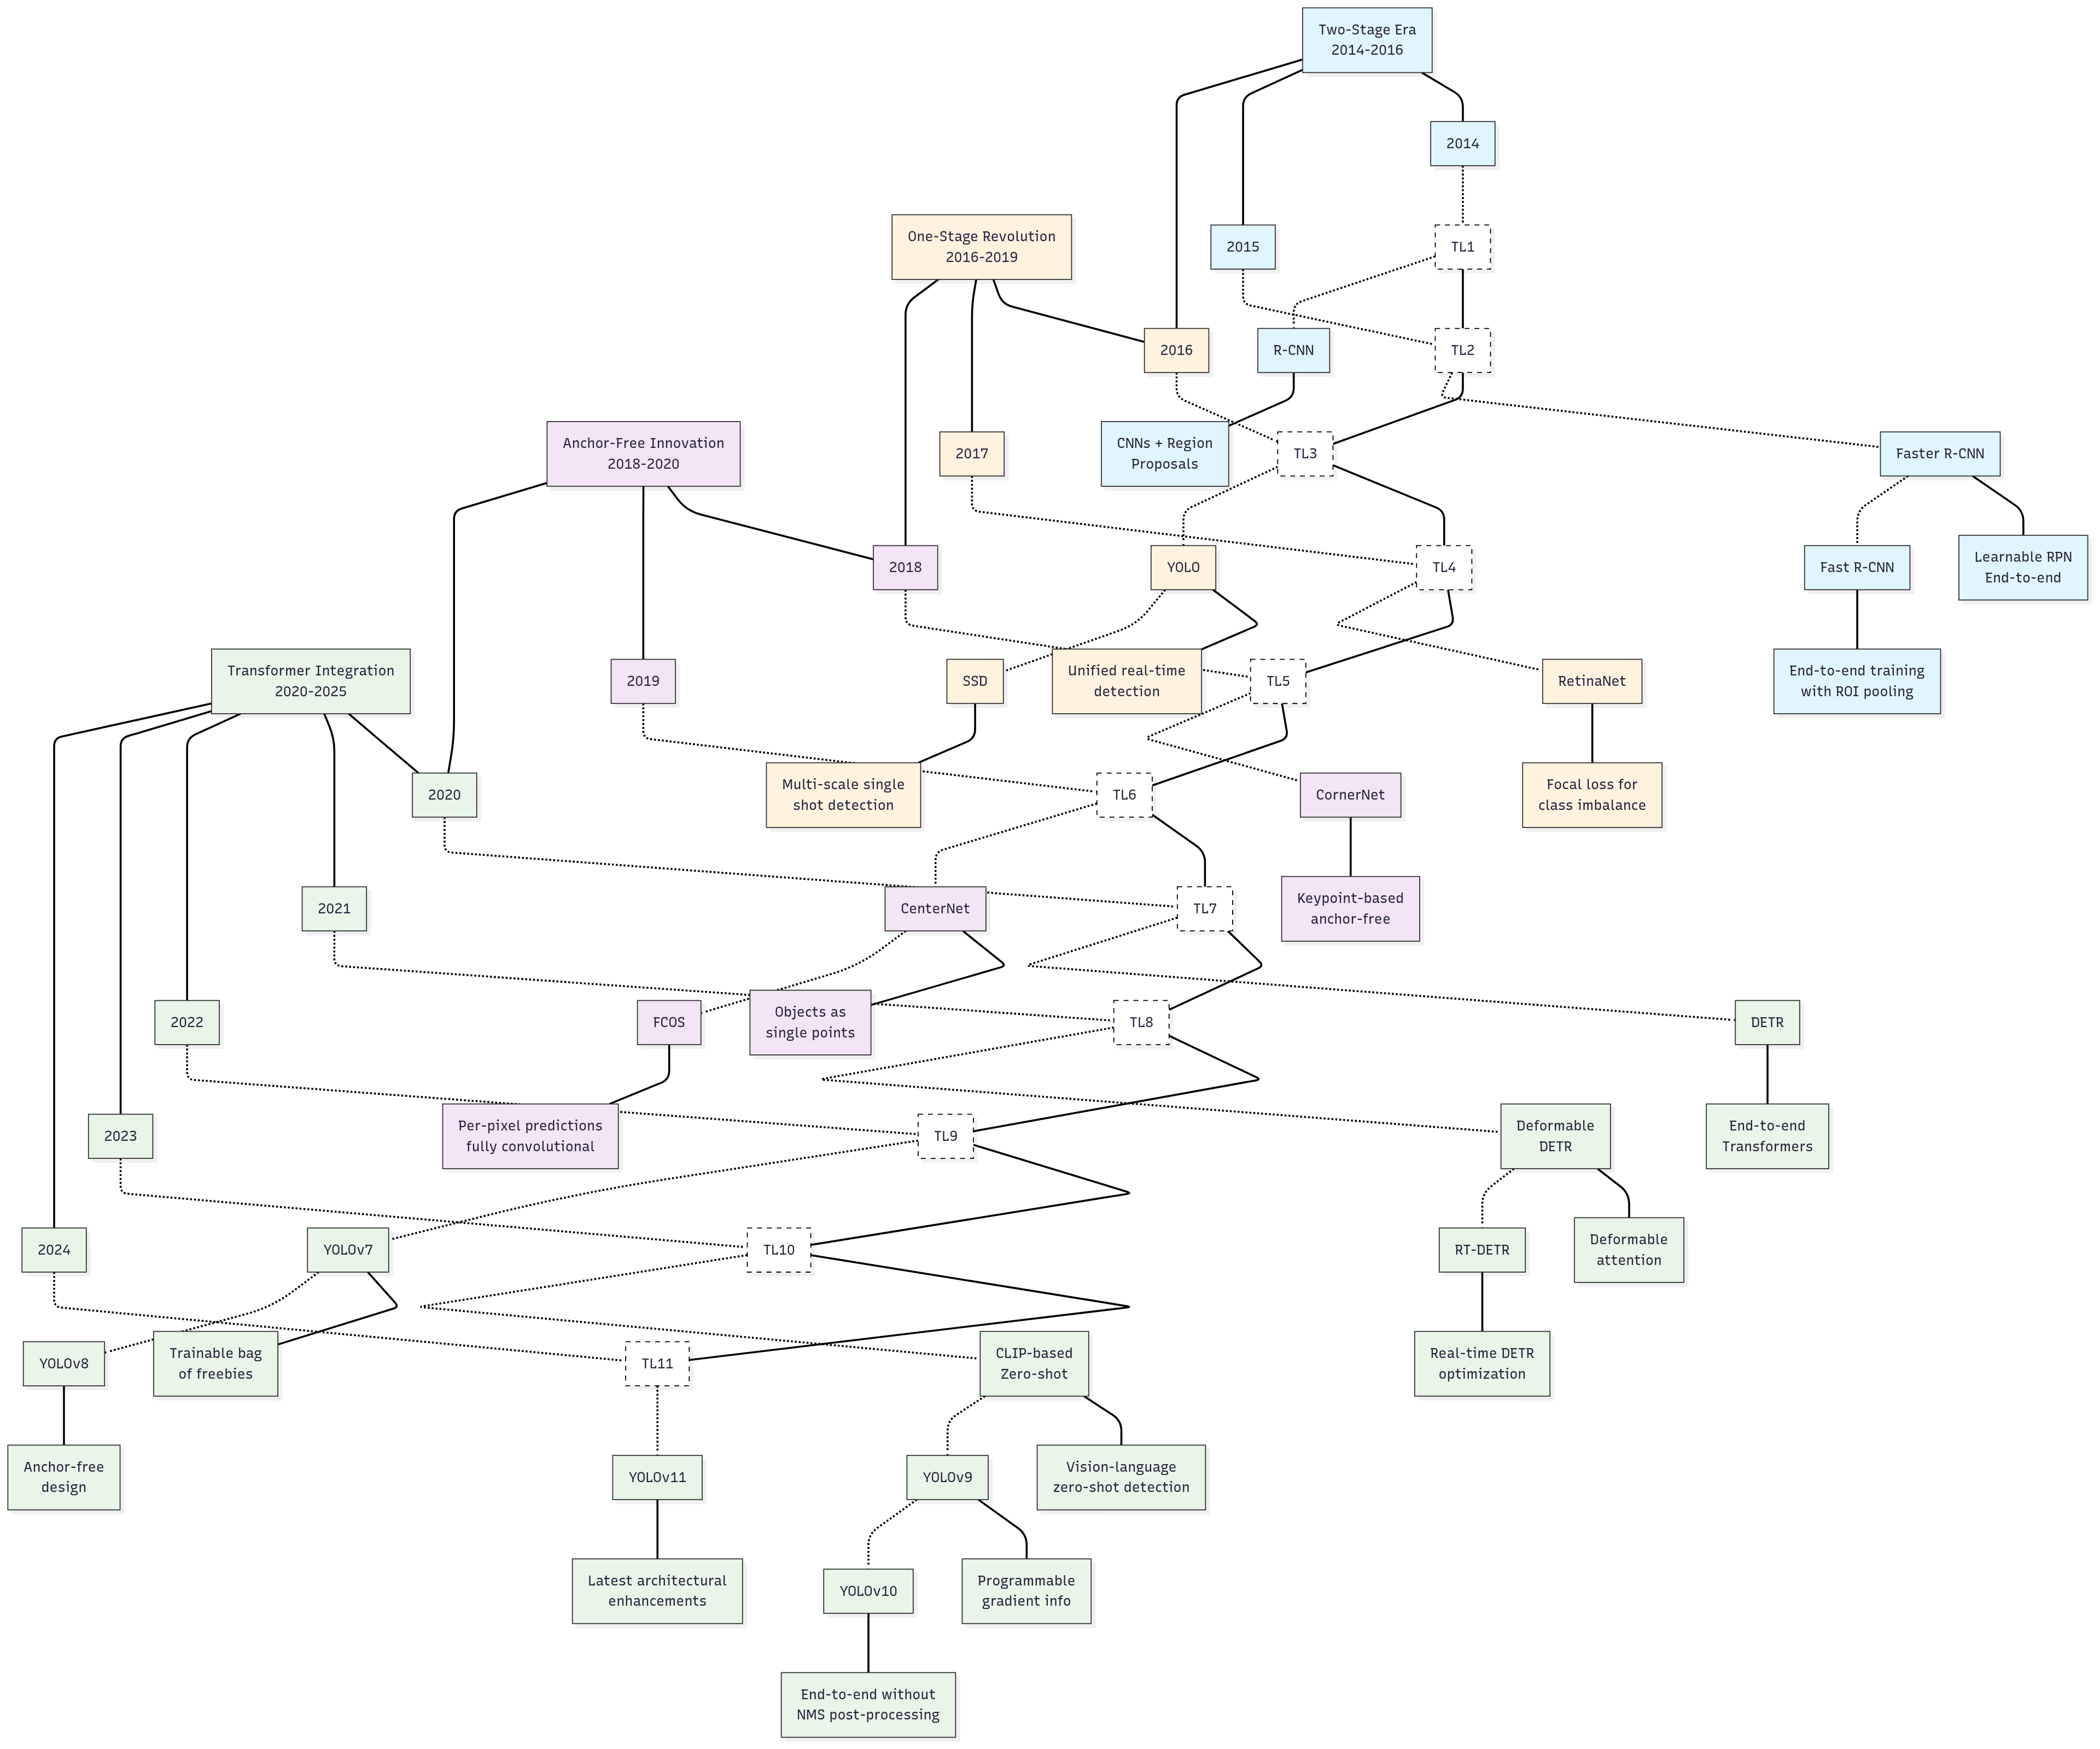 Two-Stage Era
2014-2016
2014
One-Stage Revolution
2016-2019
2015
TL1
2016
R-CNN
TL2
Anchor-Free Innovation
2018-2020
2017
CNNs + Region
Proposals
TL3
Faster R-CNN
2018
YOLO
TL4
Fast R-CNN
Learnable RPN
End-to-end
Transformer Integration
2020-2025
2019
SSD
Unified real-time
detection
TL5
RetinaNet
End-to-end training
with ROI pooling
2020
Multi-scale single
shot detection
TL6
CornerNet
Focal loss for
class imbalance
2021
CenterNet
TL7
Keypoint-based
anchor-free
2022
FCOS
Objects as
single points
TL8
DETR
2023
Per-pixel predictions
fully convolutional
TL9
Deformable
DETR
End-to-end
Transformers
2024
YOLOv7
TL10
RT-DETR
Deformable
attention
YOLOv8
Trainable bag
of freebies
TL11
CLIP-based
Zero-shot
Real-time DETR
optimization
Anchor-free
design
YOLOv11
YOLOv9
Vision-language
zero-shot detection
Latest architectural
enhancements
YOLOv10
Programmable
gradient info
End-to-end without
NMS post-processing